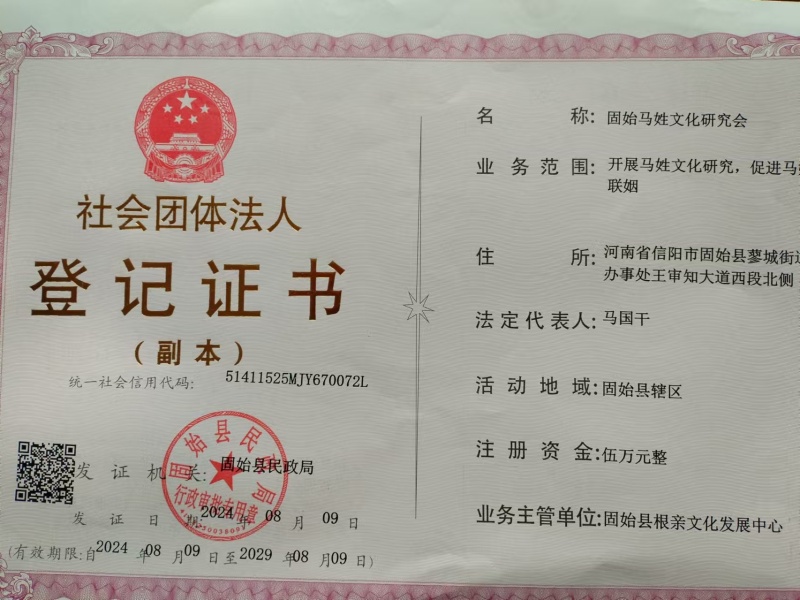 社会团体法人
登记证书
(副本)
统一社会信用代码: 51411525MJY670072L
发证机关: 固始县民政局
固始县民政局
行政审批专用章
发证日期: 2024年08月09日
(有效期限: 自2024年08月09日至2029年08月09日)
名称: 固始马姓文化研究会
业务范围: 开展马姓文化研究，促进马
联姻
住所: 河南省信阳市固始县蓼城街
办事处王审知大道西段北侧
法定代表人: 马国干
活动地域: 固始县辖区
注册资金: 伍万元整
业务主管单位: 固始县根亲文化发展中心